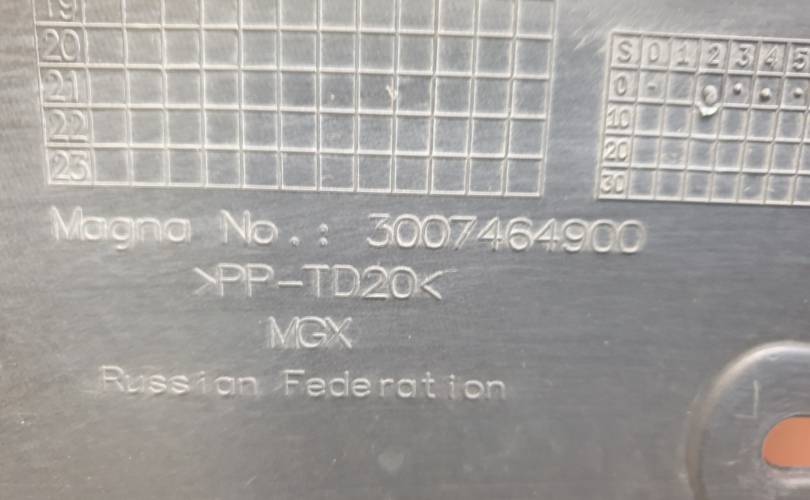 19
20
21
22
23
S 0 1 2 3 4 5
0
10
20
30
Magna No.: 3007464900
>PP-TD20<
MGX
Russian Federation